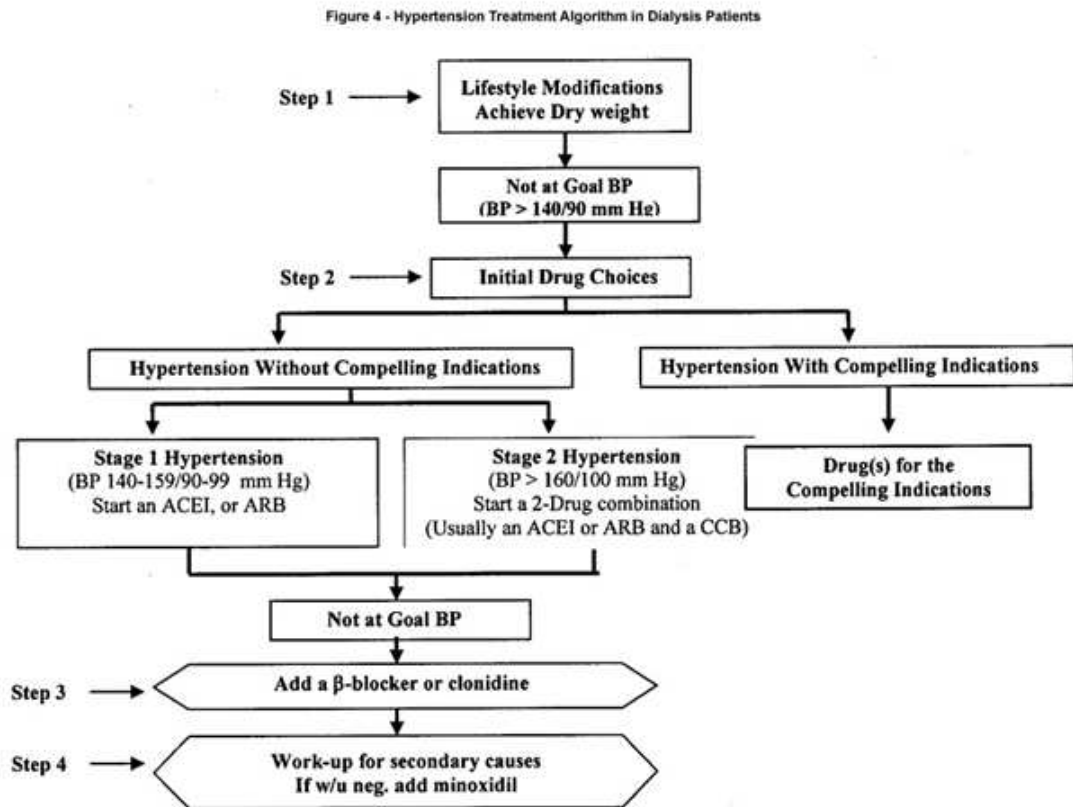 Figure 4 - Hypertension Treatment Algorithm in Dialysis Patients
Step 1
Lifestyle Modifications
Achieve Dry weight
Not at Goal BP
(BP > 140/90 mm Hg)
Step 2
Initial Drug Choices
Hypertension Without Compelling Indications
Hypertension With Compelling Indications
Stage 1 Hypertension
(BP 140-159/90-99 mm Hg)
Start an ACEI, or ARB
Stage 2 Hypertension
(BP > 160/100 mm Hg)
Start a 2-Drug combination
(Usually an ACEI or ARB and a CCB)
Drug(s) for the
Compelling Indications
Not at Goal BP
Step 3
Add a β-blocker or clonidine
Step 4
Work-up for secondary causes
If w/u neg. add minoxidil